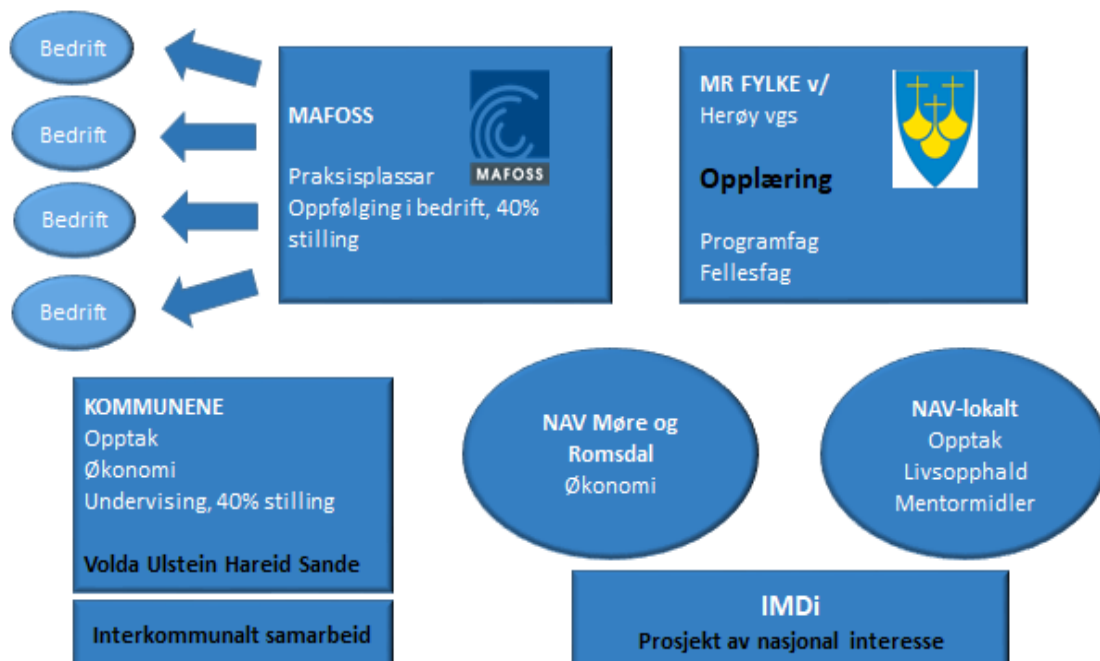 Bedrift
Bedrift
Bedrift
Bedrift
MAFOSS
MAFOSS
Praksisplassar
Oppfølging i bedrift, 40%
stilling
MR FYLKE v/
Herøy vgs
Opplæring
Programfag
Fellesfag
KOMMUNENE
Opptak
Økonomi
Undervising, 40% stilling
Volda Ulstein Hareid Sande
Interkommunalt samarbeid
NAV Møre og
Romsdal
Økonomi
NAV-lokalt
Opptak
Livsopphald
Mentormidler
IMDi
Prosjekt av nasjonal interesse